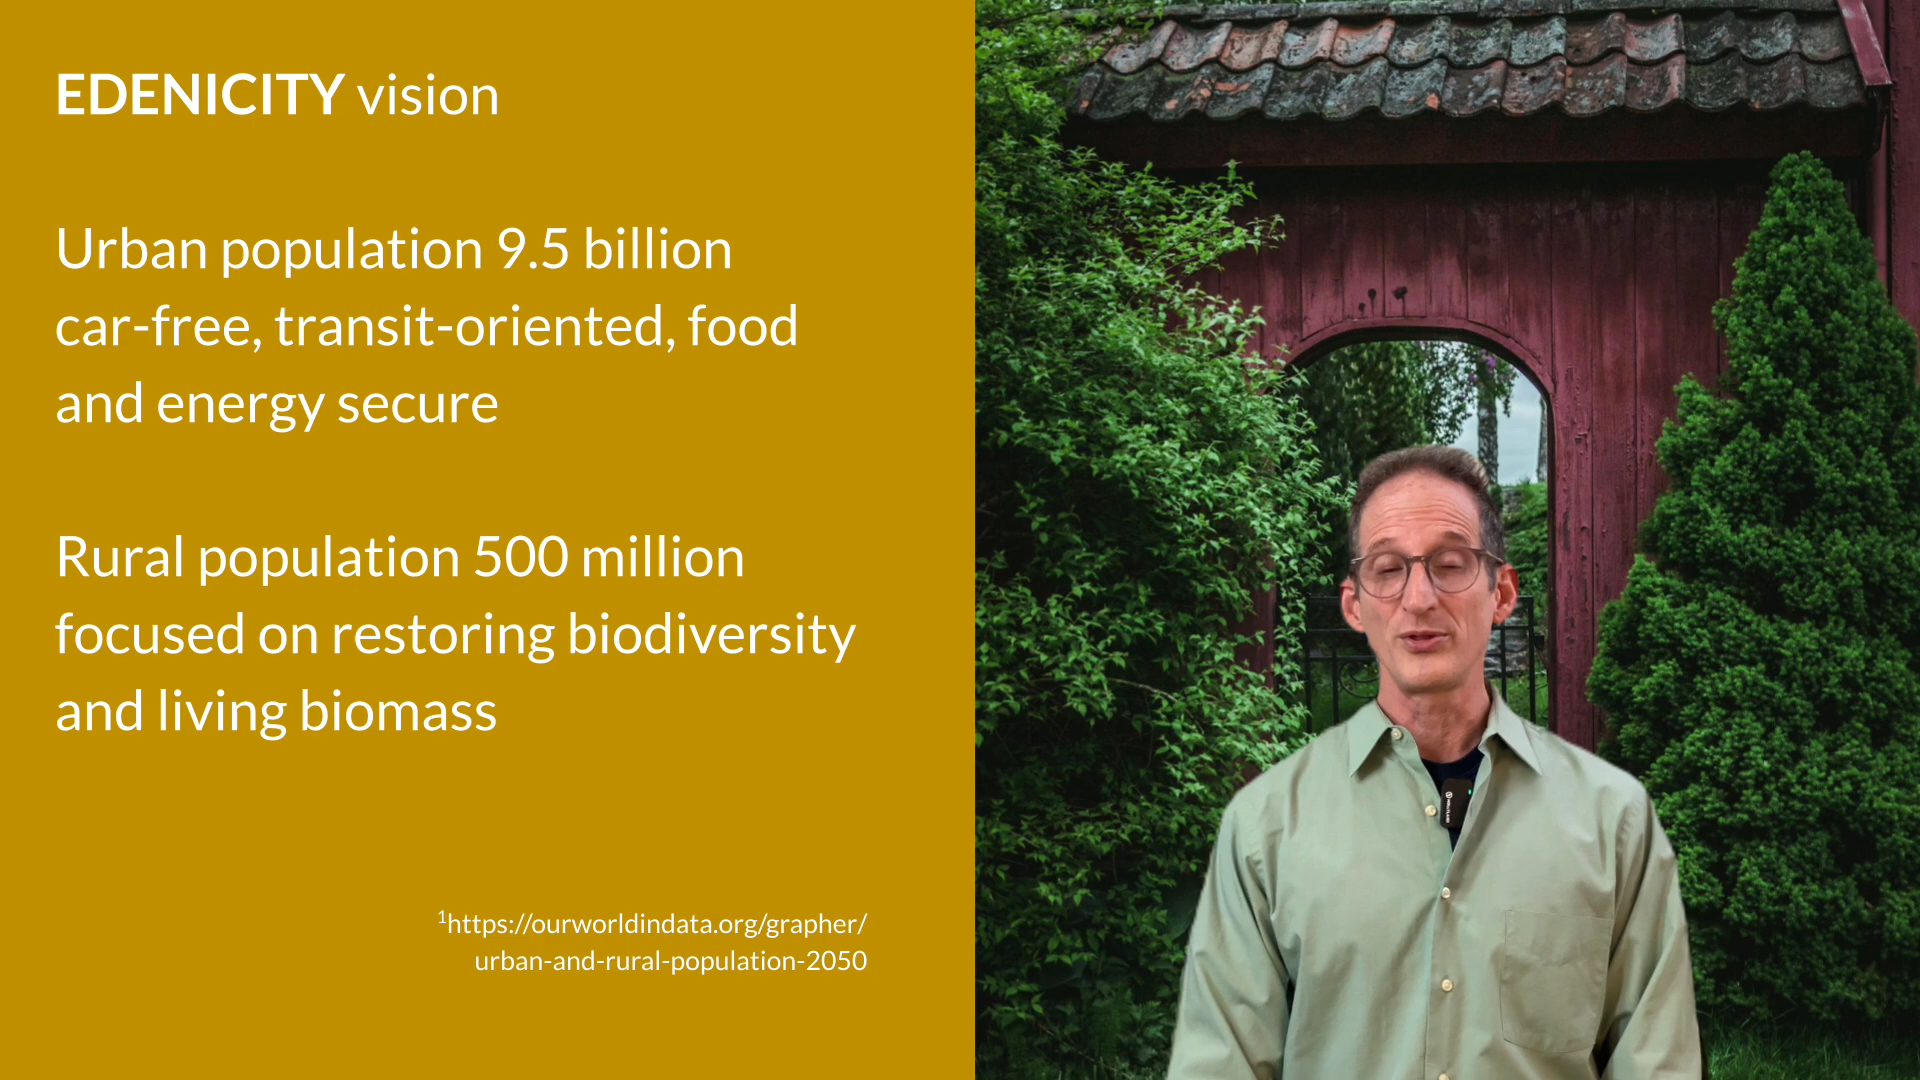 EDENICITY vision
Urban population 9.5 billion
car-free, transit-oriented, food
and energy secure
Rural population 500 million
focused on restoring biodiversity
and living biomass
¹https://ourworldindata.org/grapher/
urban-and-rural-population-2050